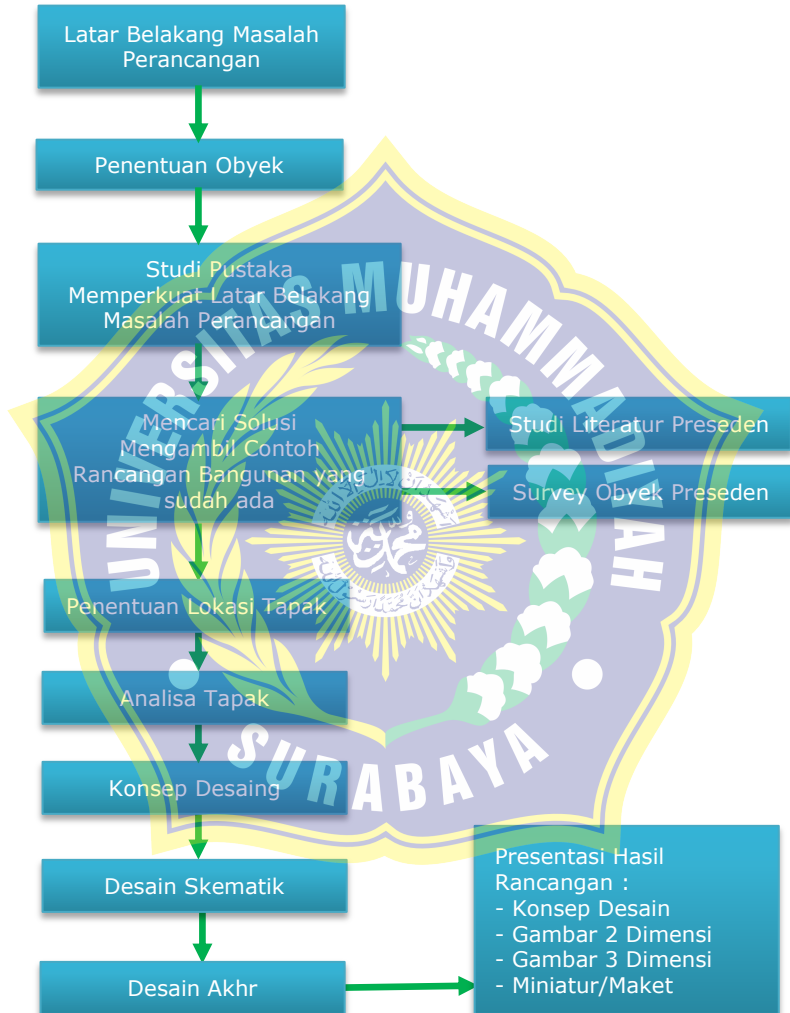 Latar Belakang Masalah
Perancangan
Penentuan Obyek
Studi Pustaka
Memperkuat Latar Belakang
Masalah Perancangan
Mencari Solusi
Mengambil Contoh
Rancangan Bangunan yang
sudah ada
Studi Literatur Preseden
Survey Obyek Preseden
Penentuan Lokasi Tapak
Analisa Tapak
Konsep Desaing
Desain Skematik
Desain Akhr
Presentasi Hasil
Rancangan :
- Konsep Desain
- Gambar 2 Dimensi
- Gambar 3 Dimensi
- Miniatur/Maket
UNIVERSITAS MUHAMMADIYAH
SURABAYA